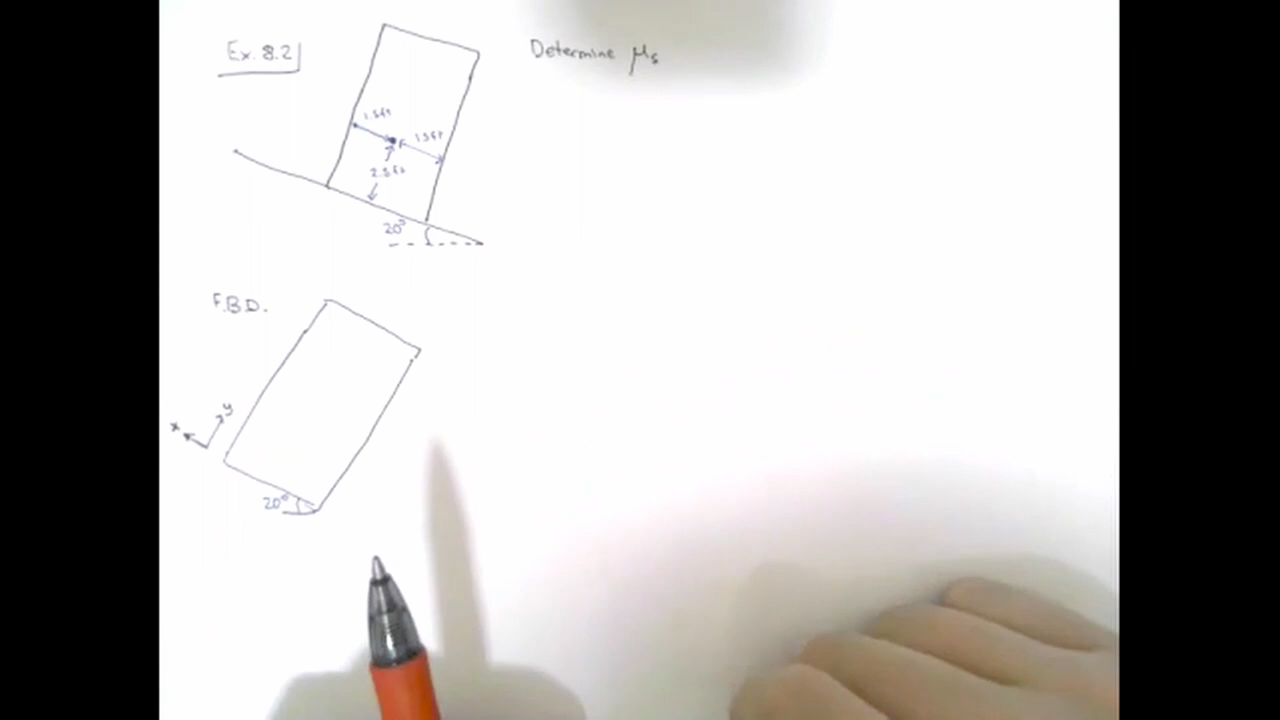 Ex. 8.2
Determine μs
1.5ft
1.5ft
2.5ft
20°
F.B.D.
y
x
20°